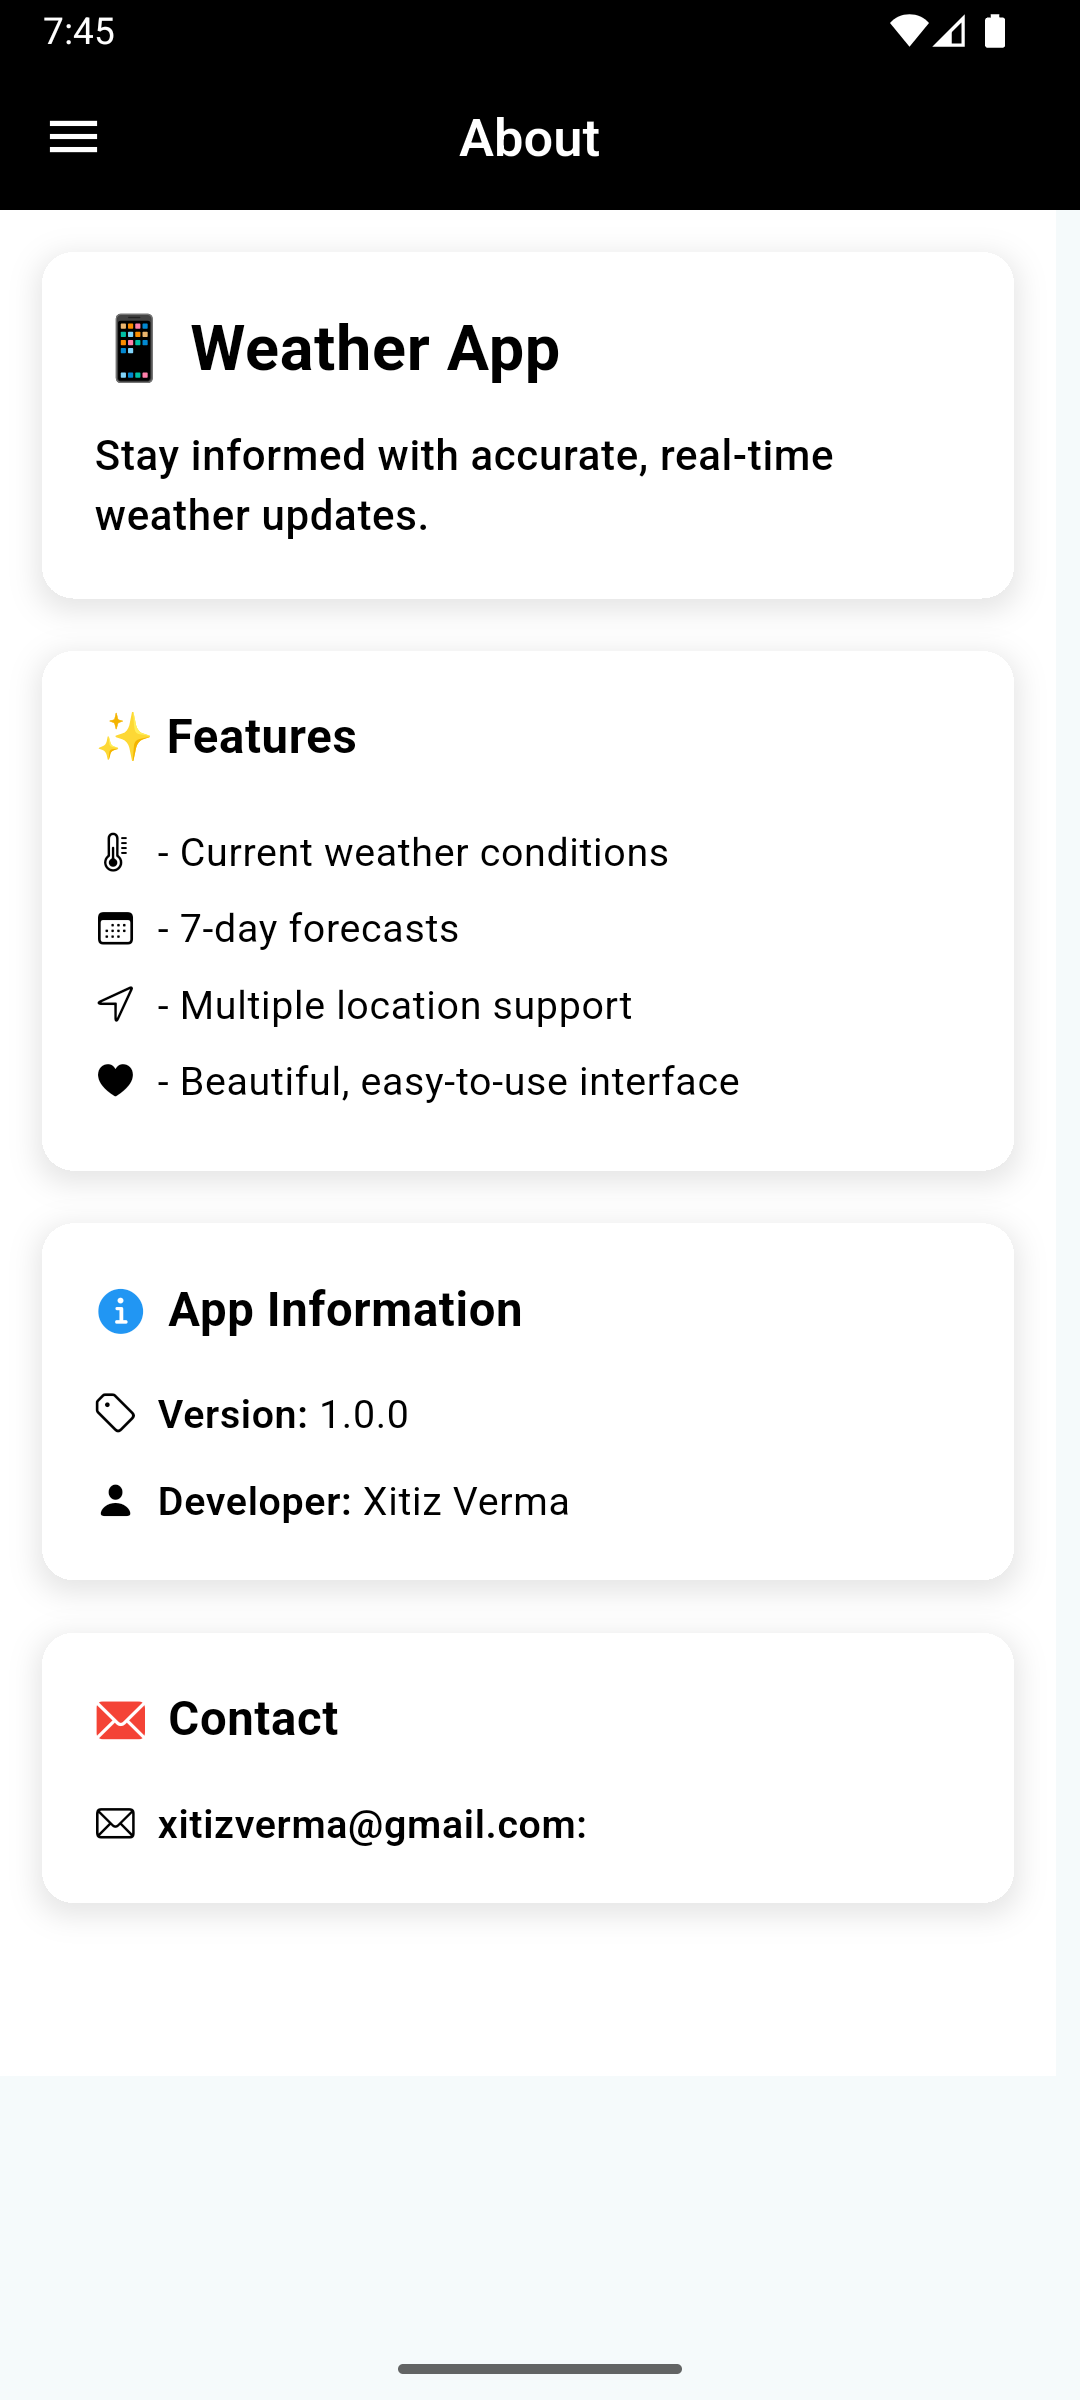 7:45
About
Weather App
Stay informed with accurate, real-time
weather updates.
✨ Features
- Current weather conditions
- 7-day forecasts
- Multiple location support
- Beautiful, easy-to-use interface
App Information
Version: 1.0.0
Developer: Xitiz Verma
Contact
xitizverma@gmail.com: